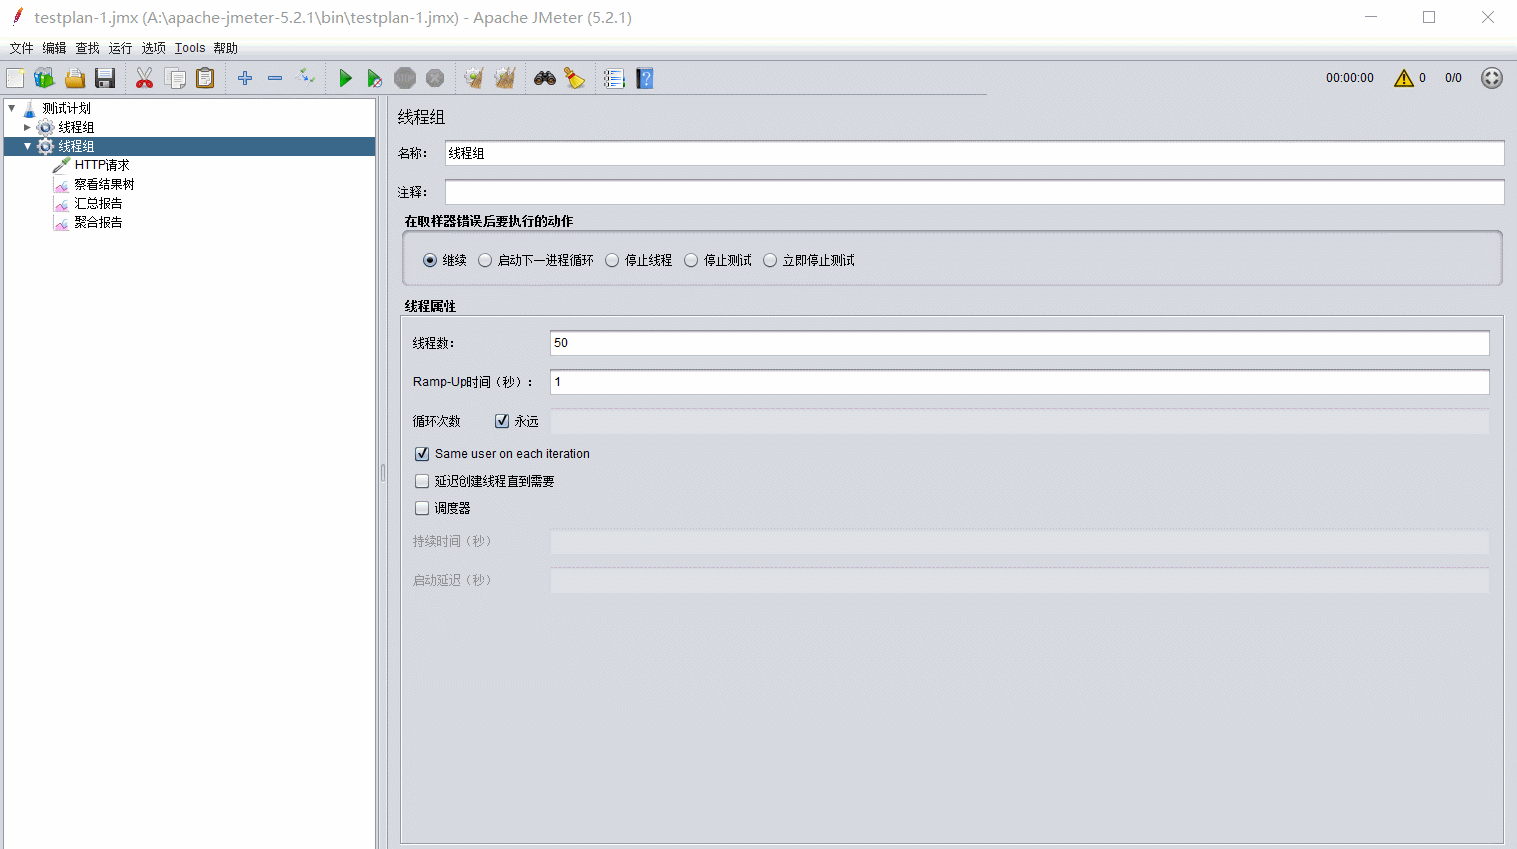 testplan-1.jmx (A:\apache-jmeter-5.2.1\bin\testplan-1.jmx) - Apache JMeter (5.2.1)
文件 编辑 查找 运行 选项 Tools 帮助
STOP
00:00:00 0 0/0
测试计划
线程组
线程组
HTTP请求
察看结果树
汇总报告
聚合报告
线程组
名称： 线程组
注释：
在取样器错误后要执行的动作
继续 启动下一进程循环 停止线程 停止测试 立即停止测试
线程属性
线程数： 50
Ramp-Up时间（秒）： 1
循环次数 永远
Same user on each iteration
延迟创建线程直到需要
调度器
持续时间（秒）
启动延迟（秒）